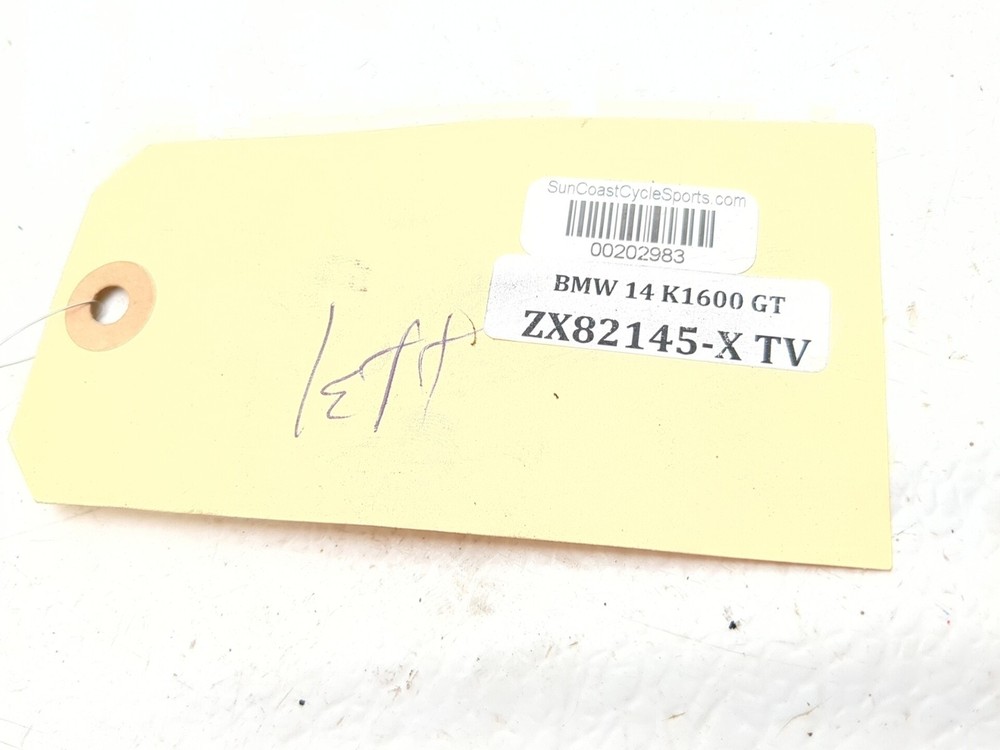 SunCoastCycleSports.com
00202983
BMW 14 K1600 GT
ZX82145-X TV
left